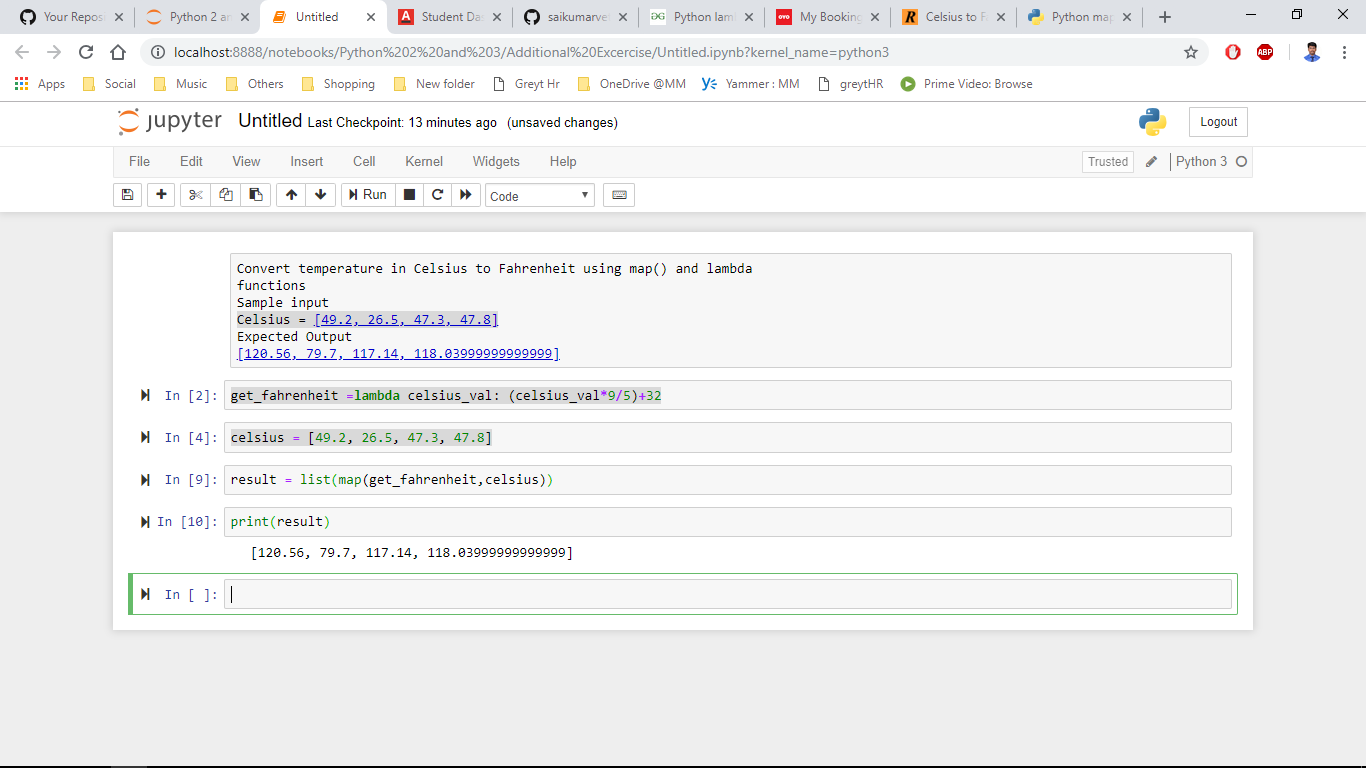 Your Repos
Python 2 an
Untitled
Student Da
saikumarve
Python lam
My Booking
Celsius to F
Python map
localhost:8888/notebooks/Python%202%20and%203/Additional%20Excercise/Untitled.ipynb?kernel_name=python3
ABP
Apps
Social
Music
Others
Shopping
New folder
Greyt Hr
OneDrive @MM
Yammer : MM
greytHR
Prime Video: Browse
jupyter Untitled Last Checkpoint: 13 minutes ago (unsaved changes)
Logout
File Edit View Insert Cell Kernel Widgets Help
Trusted
Python 3
Run
Code
Convert temperature in Celsius to Fahrenheit using map() and lambda
functions
Sample input
Celsius = [49.2, 26.5, 47.3, 47.8]
Expected Output
[120.56, 79.7, 117.14, 118.03999999999999]
In [2]: get_fahrenheit =lambda celsius_val: (celsius_val*9/5)+32
In [4]: celsius = [49.2, 26.5, 47.3, 47.8]
In [9]: result = list(map(get_fahrenheit,celsius))
In [10]: print(result)
[120.56, 79.7, 117.14, 118.03999999999999]
In [ ]: